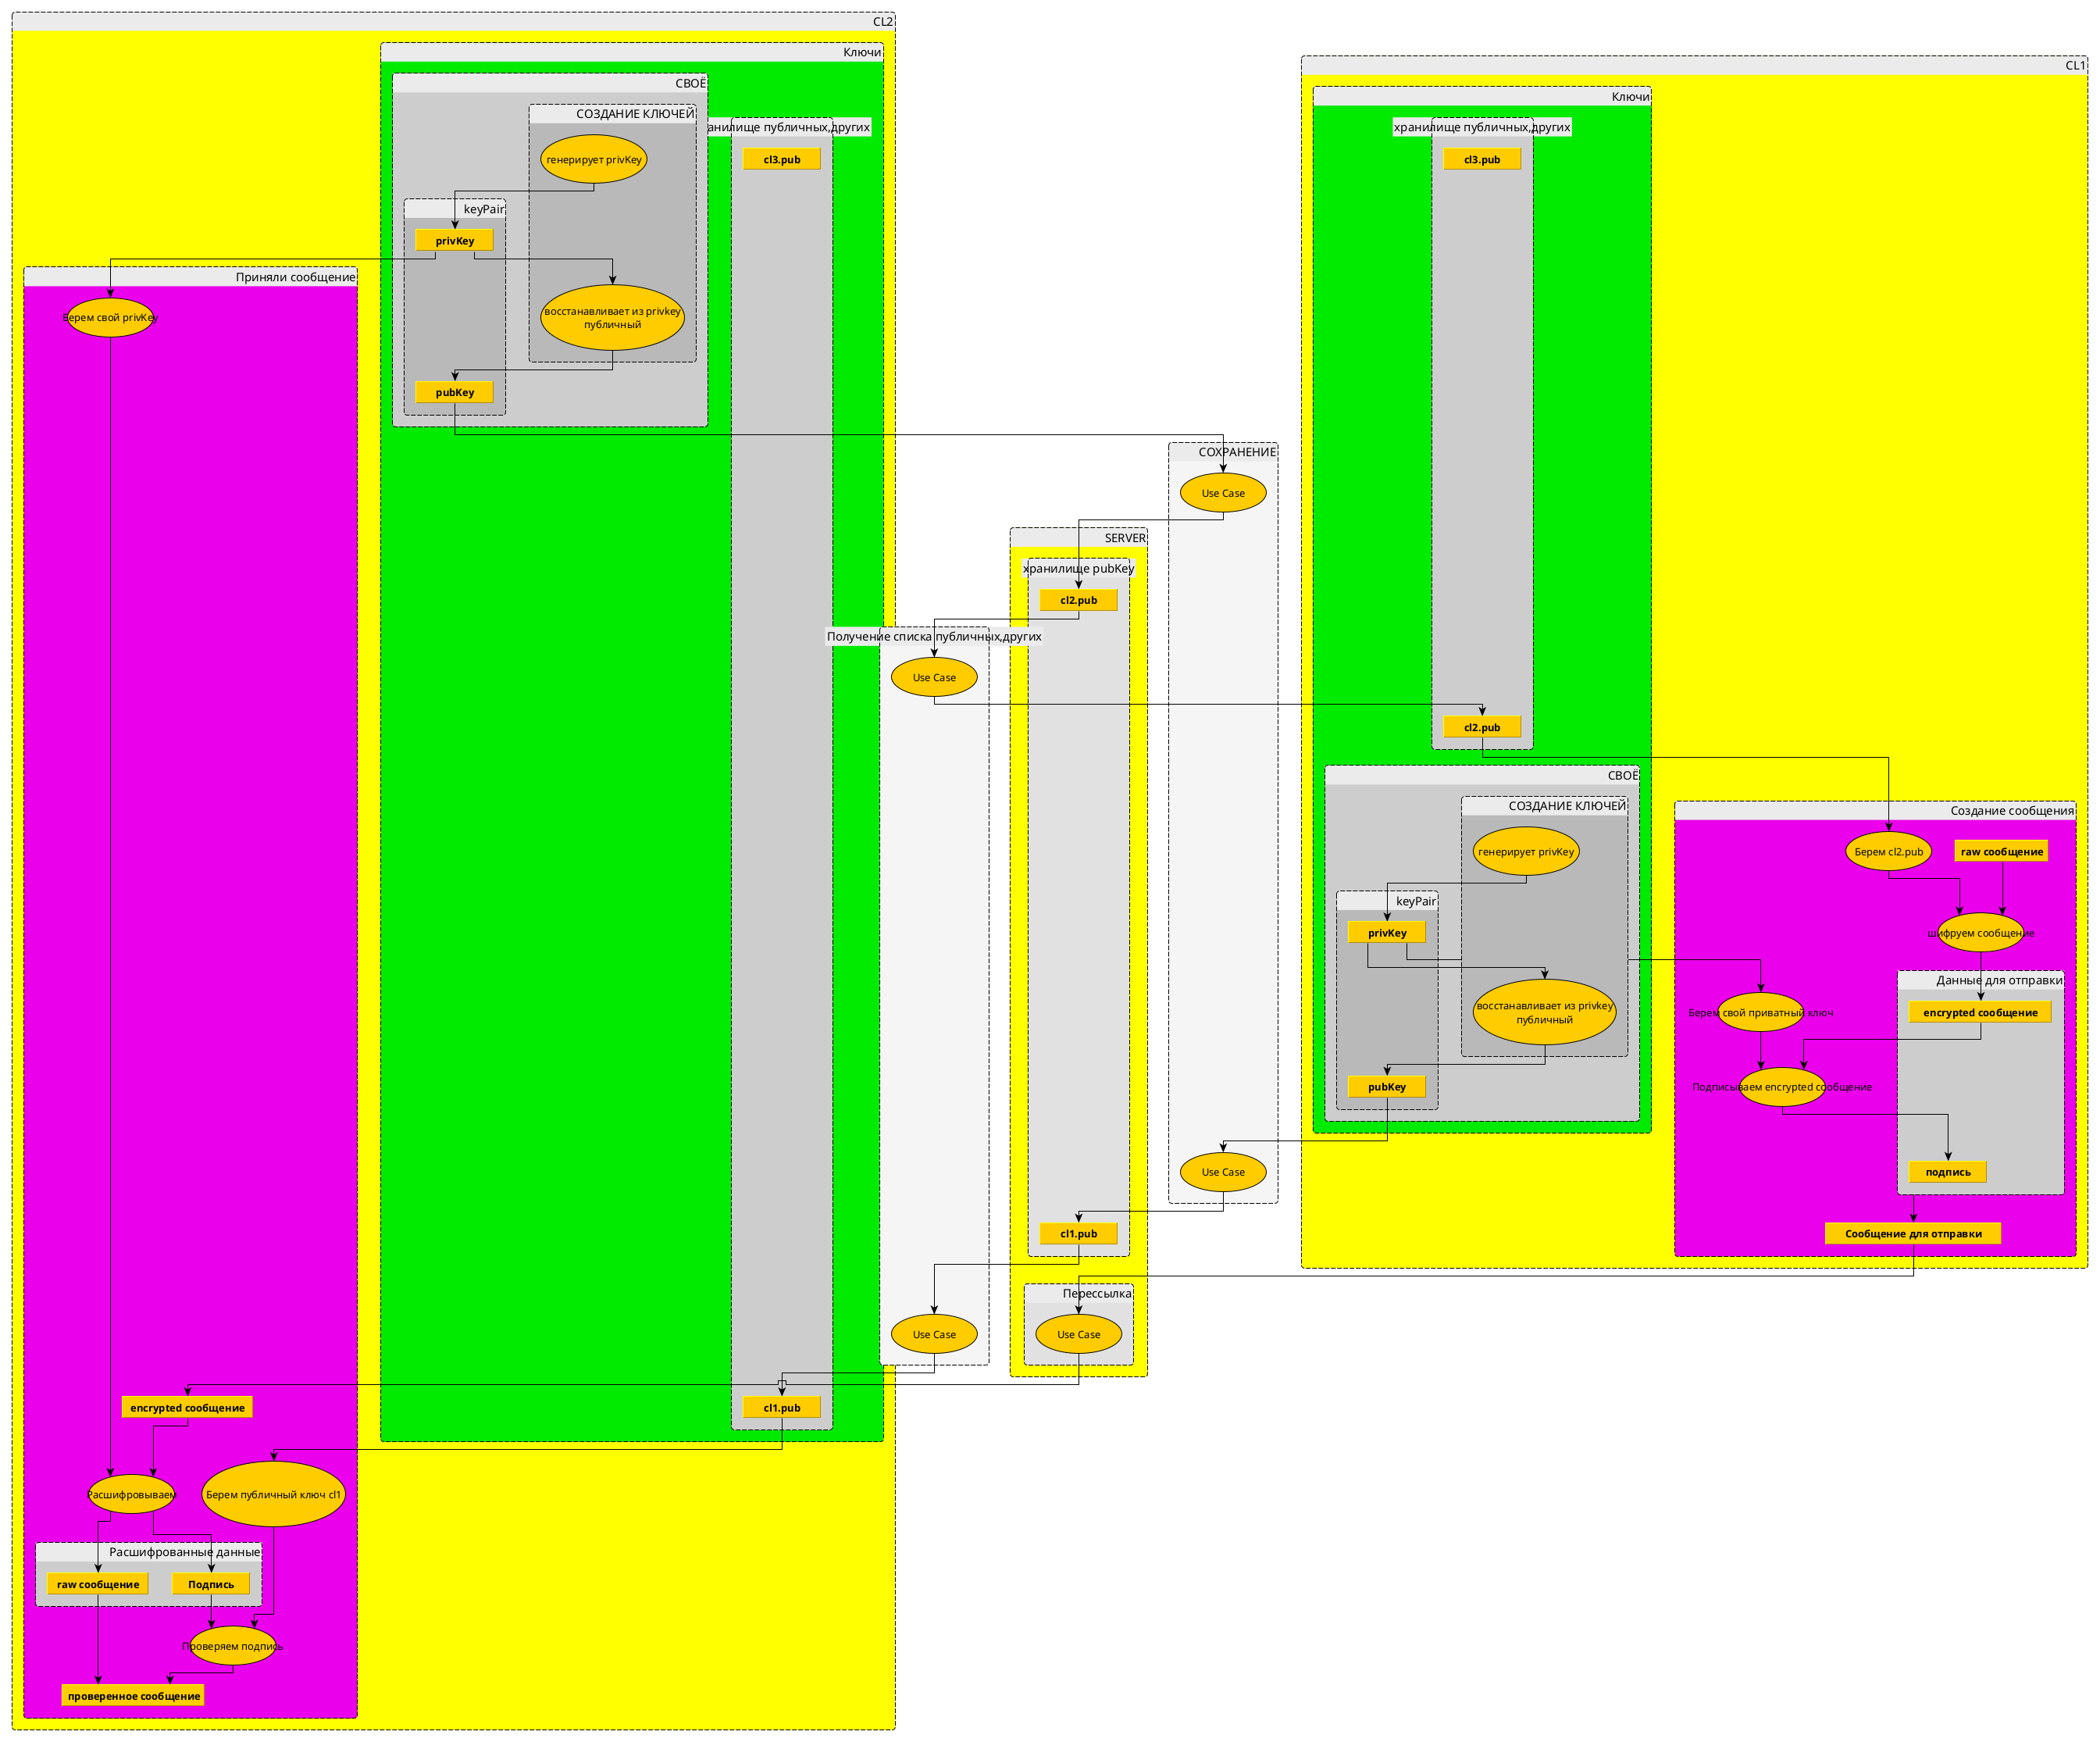 CL2
Ключи
СВОЁ
СОЗДАНИЕ КЛЮЧЕЙ
генерирует privKey
keyPair
privKey
восстанавливает из privkey
публичный
pubKey
анилище публичных,других
cl3.pub
Приняли сообщение
Берем свой privKey
CL1
Ключи
хранилище публичных,других
cl3.pub
СОХРАНЕНИЕ
Use Case
SERVER
хранилище pubKey
cl2.pub
Получение списка публичных,других
Use Case
cl2.pub
СВОЁ
СОЗДАНИЕ КЛЮЧЕЙ
генерирует privKey
keyPair
privKey
восстанавливает из privkey
публичный
pubKey
Создание сообщения
Берем cl2.pub
raw сообщение
шифруем сообщение
Данные для отправки
encrypted сообщение
Берем свой приватный ключ
Подписываем encrypted сообщение
подпись
Сообщение для отправки
Use Case
cl1.pub
Перессылка
Use Case
Use Case
encrypted сообщение
cl1.pub
Расшифровываем
Берем публичный ключ cl1
Расшифрованные данные
raw сообщение
Подпись
Проверяем подпись
проверенное сообщение